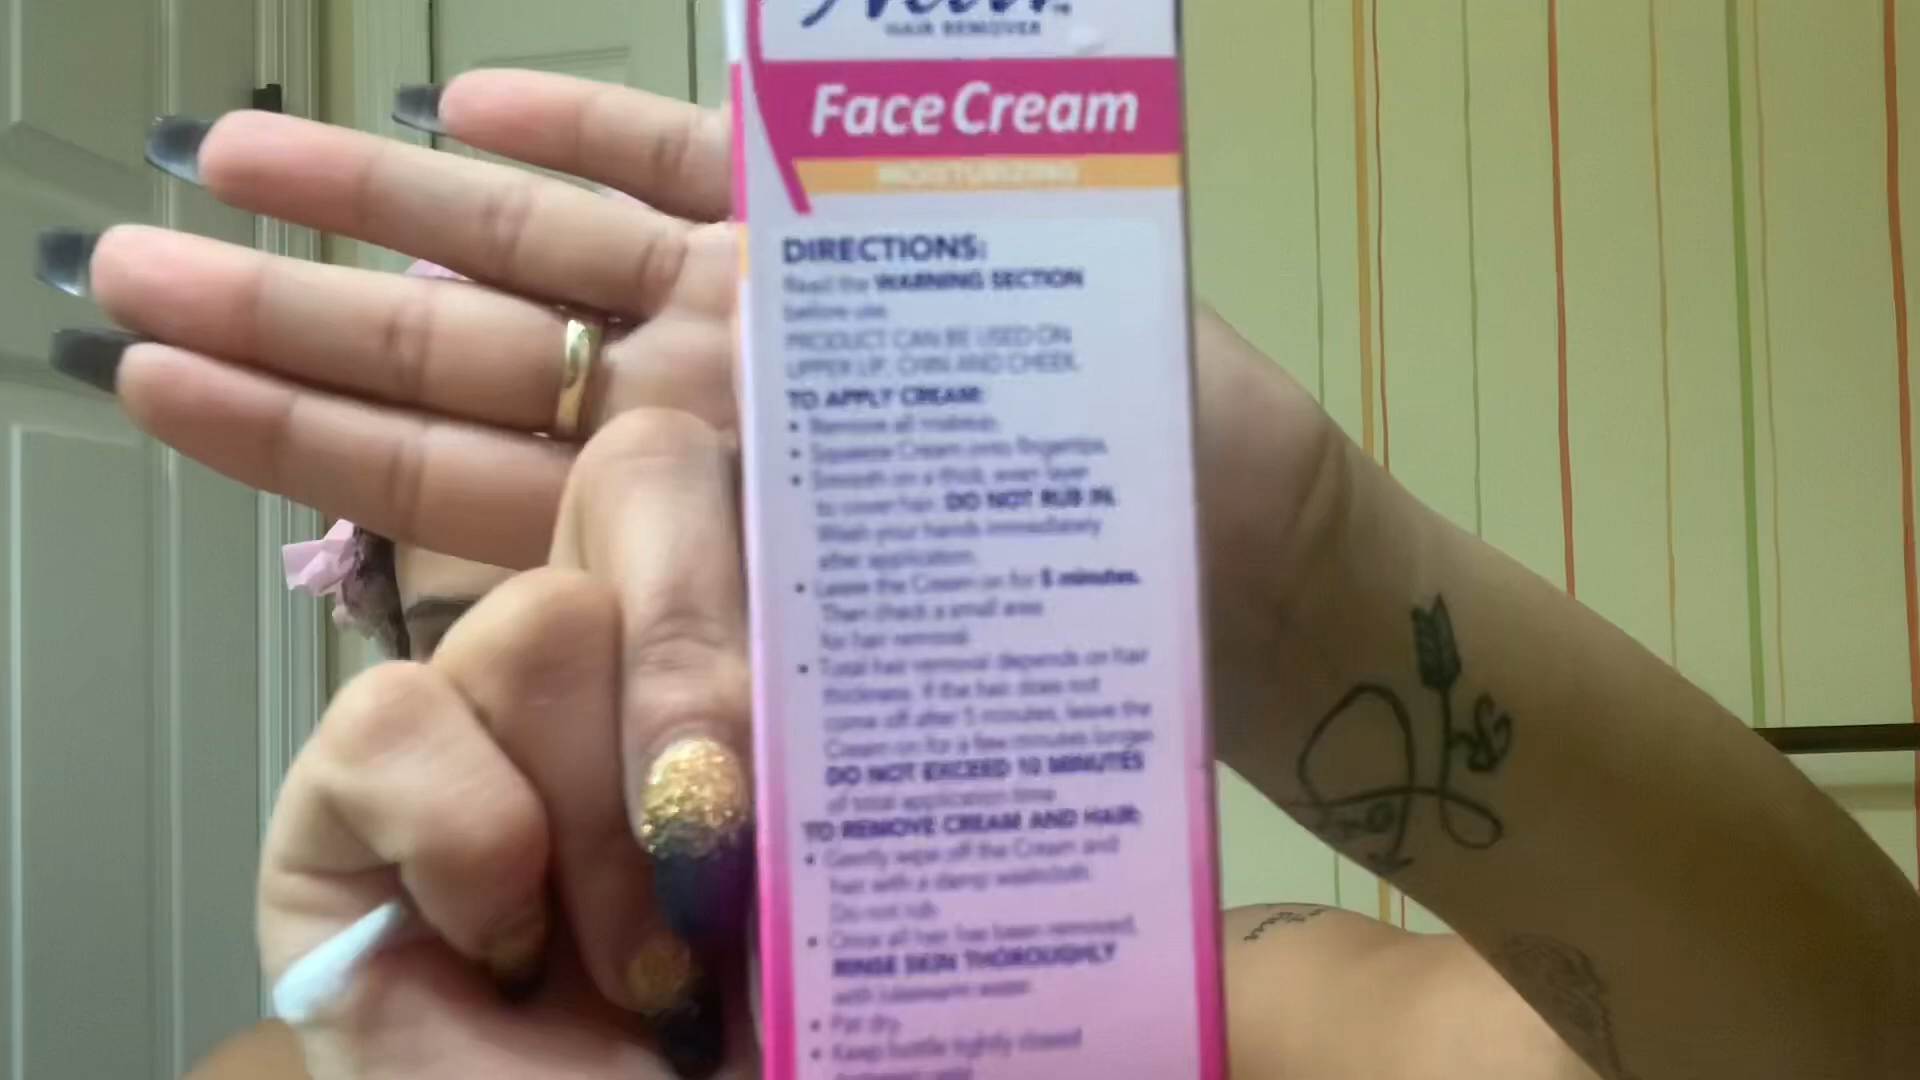 Nair™
HAIR REMOVER
Face Cream
MOISTURIZING
DIRECTIONS:
Read the WARNING SECTION
before use.
PRODUCT CAN BE USED ON
UPPER LIP, CHIN AND CHEEK.
TO APPLY CREAM:
• Remove all makeup.
• Squeeze Cream onto fingertips.
• Smooth on a thick, even layer
to cover hair. DO NOT RUB IN.
Wash your hands immediately
after application.
• Leave the Cream on for 5 minutes.
Then check a small area
for hair removal.
• Total hair removal depends on hair
thickness. If the hair does not
come off after 5 minutes, leave the
Cream on for a few minutes longer.
DO NOT EXCEED 10 MINUTES
of total application time.
TO REMOVE CREAM AND HAIR:
• Gently wipe off the Cream and
hair with a damp washcloth.
Do not rub.
• Once all hair has been removed,
RINSE SKIN THOROUGHLY
with lukewarm water.
• Pat dry.
• Keep bottle tightly closed